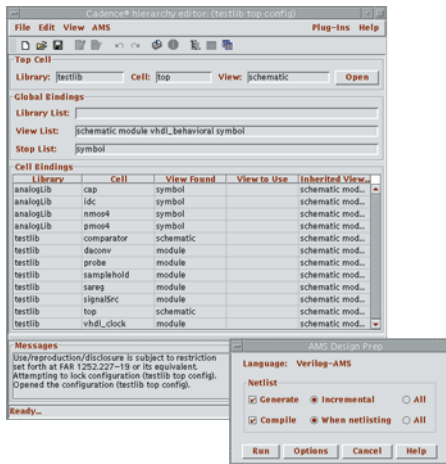 Cadence® hierarchy editor: (testlib top config)
File Edit View AMS Plug-Ins Help
Top Cell
Library: testlib Cell: top View: schematic Open
Global Bindings
Library List:
View List: schematic module vhdl_behavioral symbol
Stop List: symbol
Cell Bindings
Library Cell View Found View to Use Inherited View...
analogLib cap symbol schematic mod...
analogLib idc symbol schematic mod...
analogLib nmos4 symbol schematic mod...
analogLib pmos4 symbol schematic mod...
testlib comparator schematic schematic mod...
testlib daconv module schematic mod...
testlib probe module schematic mod...
testlib samplehold module schematic mod...
testlib sareg module schematic mod...
testlib signalSrc module schematic mod...
testlib top schematic schematic mod...
testlib vhdl_clock module schematic mod...
Messages
Use/reproduction/disclosure is subject to restriction
set forth at FAR 1252.227-19 or its equivalent.
Attempting to lock configuration (testlib top config).
Opened the configuration (testlib top config).
Ready...
AMS Design Prep
Language: Verilog-AMS
Netlist
Generate Incremental All
Compile When netlisting All
Run Options Cancel Help